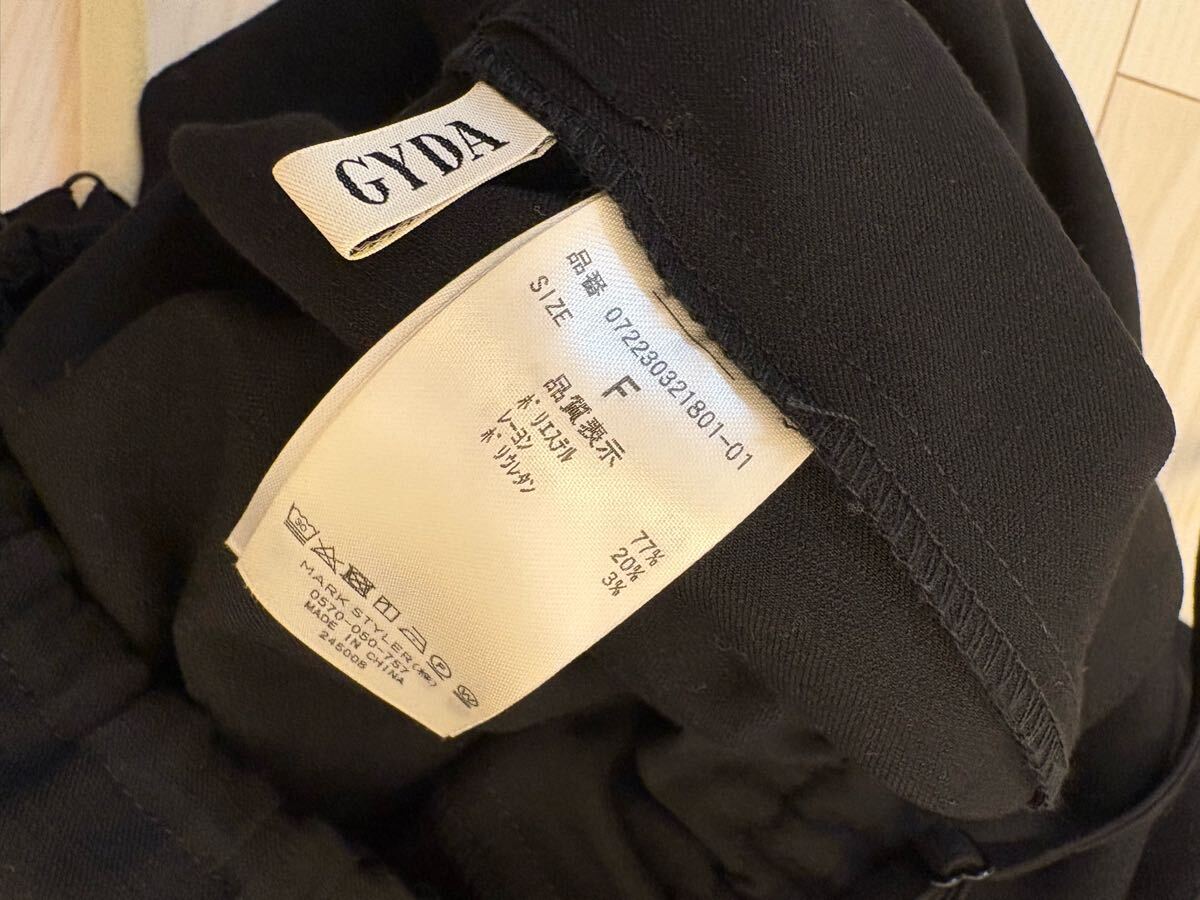 GYDA
品番 072230321801-01
SIZE
F
品質表示
ポリエステル 77%
レーヨン 20%
ポリウレタン 3%
30
P W
MARK STYLER(株)
0570-050-757
MADE IN CHINA
245008